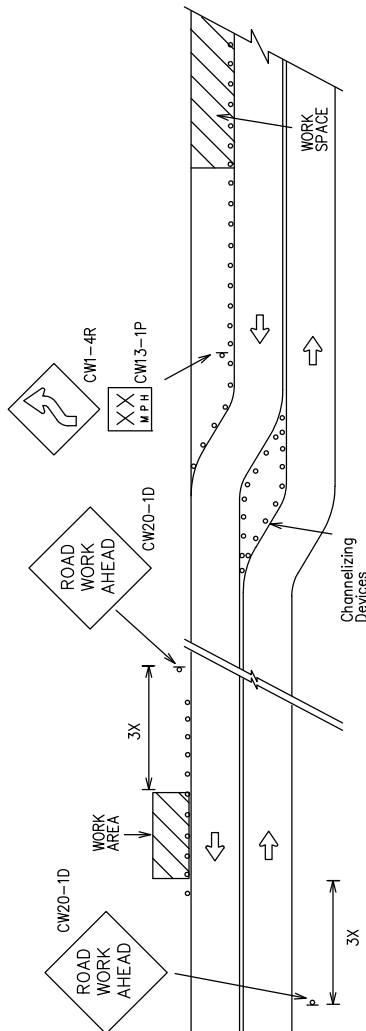 CW1-4R
XX
MPH
CW13-1P
ROAD
WORK
AHEAD
CW20-1D
3X
WORK
AREA
CW20-1D
ROAD
WORK
AHEAD
3X
WORK
SPACE
Channelizing
Devices